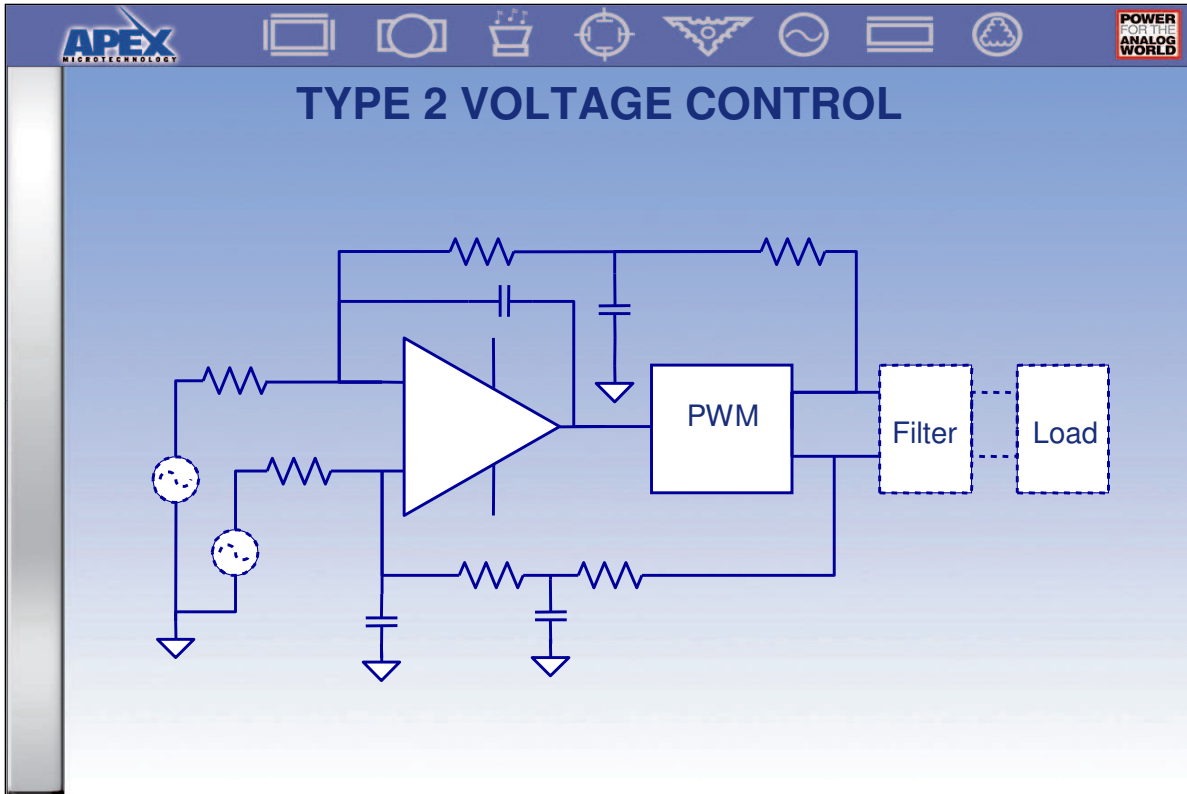 APEX
MICROTECHNOLOGY
POWER
FOR THE
ANALOG
WORLD
TYPE 2 VOLTAGE CONTROL
PWM
Filter
Load